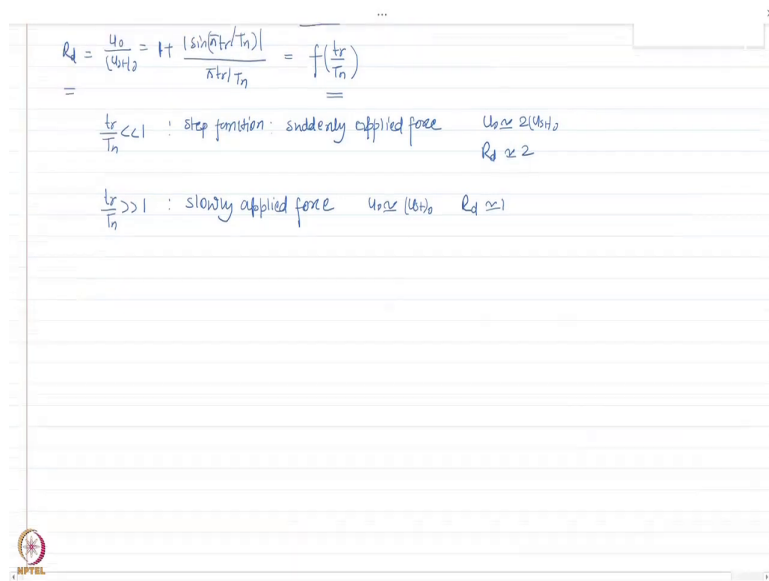 Rd = u0/(ust)0 = 1+ |sin(πtr/Tn)|/πtr/Tn = f(tr/Tn)
tr/Tn <<1 : step function: suddenly applied force u0 ≃ 2(ust)0
Rd ≃ 2
tr/Tn >>1 : slowly applied force u0 ≃ (ust)0 Rd ≃ 1
NPTEL